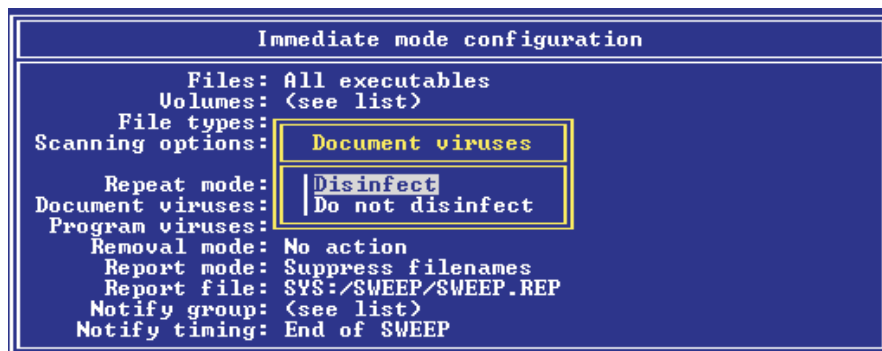 Immediate mode configuration
Files: All executables
Volumes: (see list)
File types:
Scanning options:
Document viruses
Repeat mode:
Disinfect
Document viruses:
Do not disinfect
Program viruses:
Removal mode: No action
Report mode: Suppress filenames
Report file: SYS:/SWEEP/SWEEP.REP
Notify group: (see list)
Notify timing: End of SWEEP